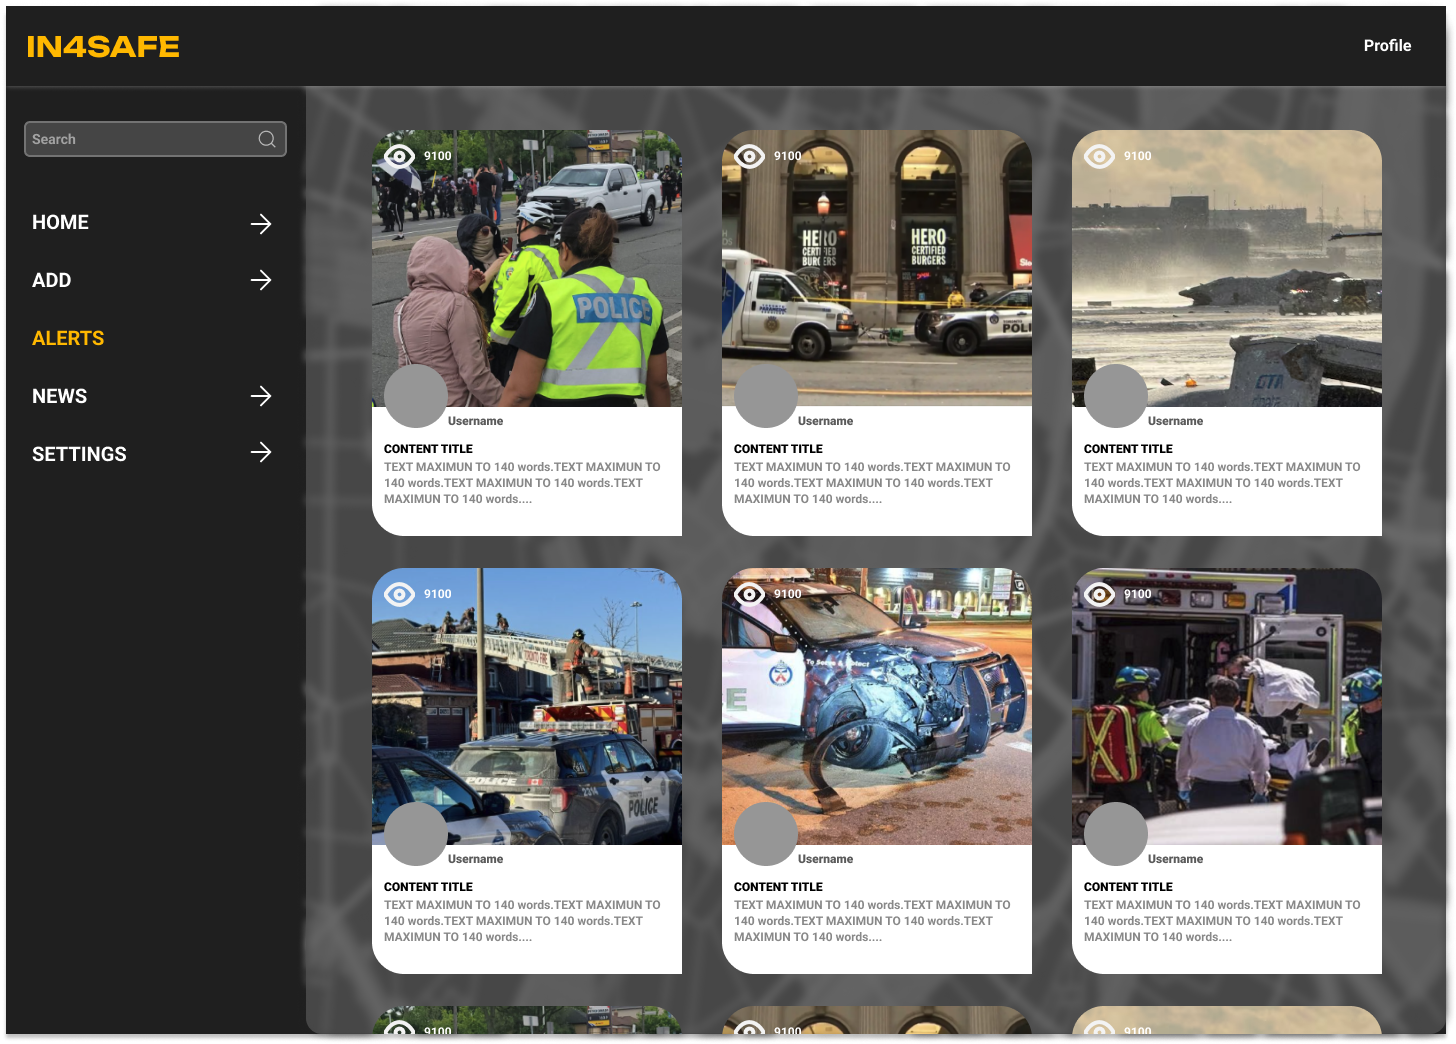 IN4SAFE
Profile
Search
HOME
ADD
ALERTS
NEWS
SETTINGS
9100
POLICE
Username
CONTENT TITLE
TEXT MAXIMUN TO 140 words.TEXT MAXIMUN TO
140 words.TEXT MAXIMUN TO 140 words.TEXT
MAXIMUN TO 140 words....
9100
HERO
CERTIFIED
BURGERS
HERO
CERTIFIED
BURGERS
POLI
Username
CONTENT TITLE
TEXT MAXIMUN TO 140 words.TEXT MAXIMUN TO
140 words.TEXT MAXIMUN TO 140 words.TEXT
MAXIMUN TO 140 words....
9100
Username
CONTENT TITLE
TEXT MAXIMUN TO 140 words.TEXT MAXIMUN TO
140 words.TEXT MAXIMUN TO 140 words.TEXT
MAXIMUN TO 140 words....
9100
TORONTO FIRE
POLICE
2314
POLICE
Username
CONTENT TITLE
TEXT MAXIMUN TO 140 words.TEXT MAXIMUN TO
140 words.TEXT MAXIMUN TO 140 words.TEXT
MAXIMUN TO 140 words....
9100
To Serve & Protect
E
Username
CONTENT TITLE
TEXT MAXIMUN TO 140 words.TEXT MAXIMUN TO
140 words.TEXT MAXIMUN TO 140 words.TEXT
MAXIMUN TO 140 words....
9100
Username
CONTENT TITLE
TEXT MAXIMUN TO 140 words.TEXT MAXIMUN TO
140 words.TEXT MAXIMUN TO 140 words.TEXT
MAXIMUN TO 140 words....
9100
9100
9100